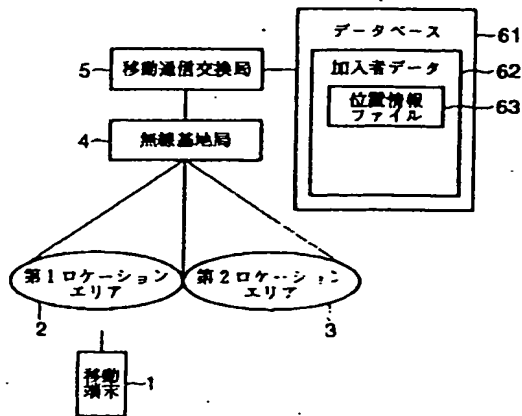 データベース
61
加入者データ
62
位置情報
ファイル
63
5
移動通信交換局
4
無線基地局
第1ロケーション
エリア
2
第2ロケーション
エリア
3
移動
端末
1